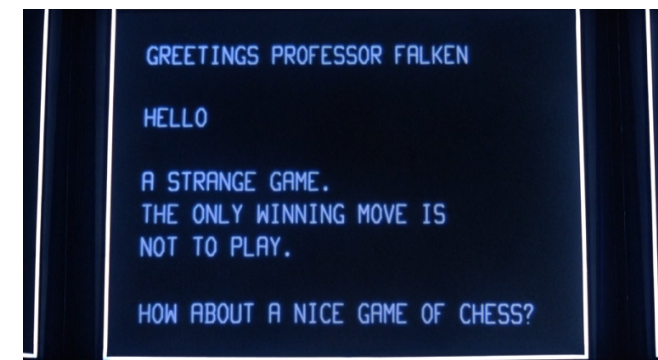 GREETINGS PROFESSOR FALKEN
HELLO
A STRANGE GAME.
THE ONLY WINNING MOVE IS
NOT TO PLAY.
HOW ABOUT A NICE GAME OF CHESS?